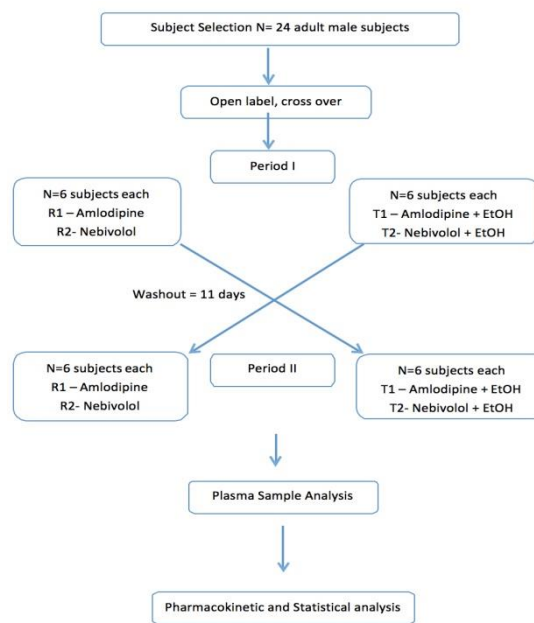 Subject Selection N= 24 adult male subjects
Open label, cross over
Period I
N=6 subjects each
R1 – Amlodipine
R2- Nebivolol
N=6 subjects each
T1 – Amlodipine + EtOH
T2- Nebivolol + EtOH
Washout = 11 days
N=6 subjects each
R1 – Amlodipine
R2- Nebivolol
Period II
N=6 subjects each
T1 – Amlodipine + EtOH
T2- Nebivolol + EtOH
Plasma Sample Analysis
Pharmacokinetic and Statistical analysis